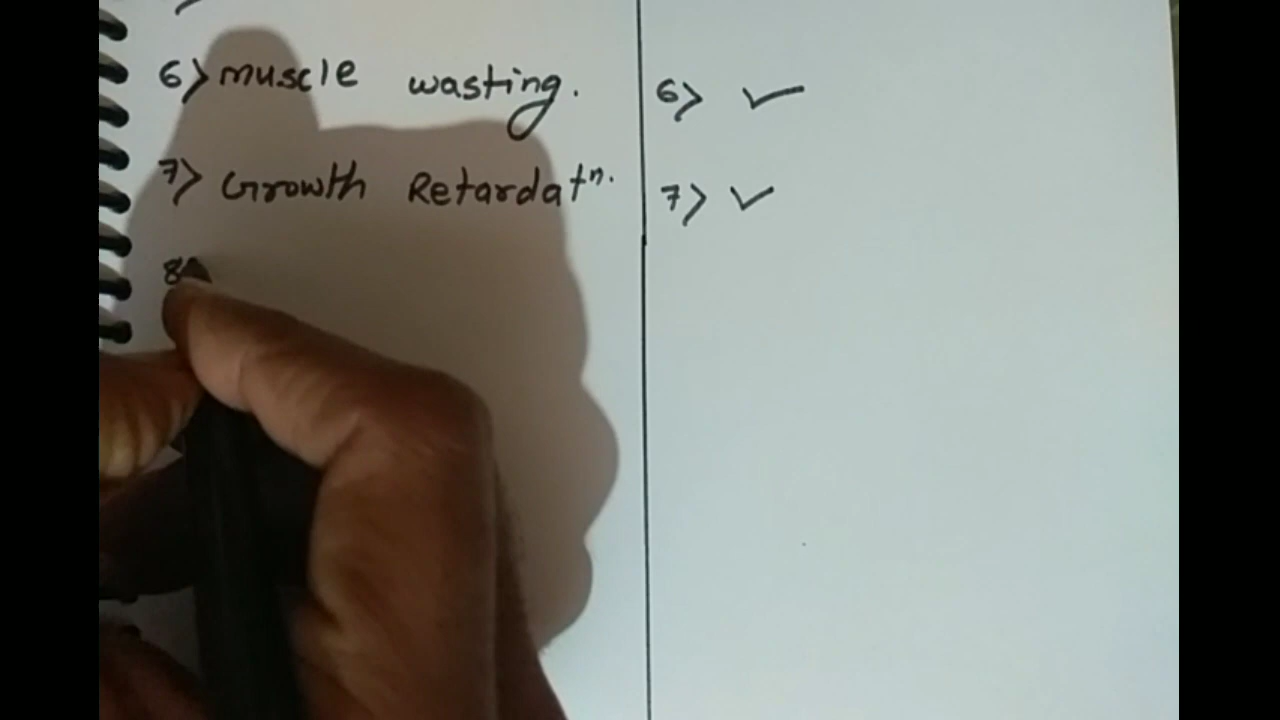 6> muscle wasting. 6> ✓
7> Growth Retardatⁿ. 7> ✓
8